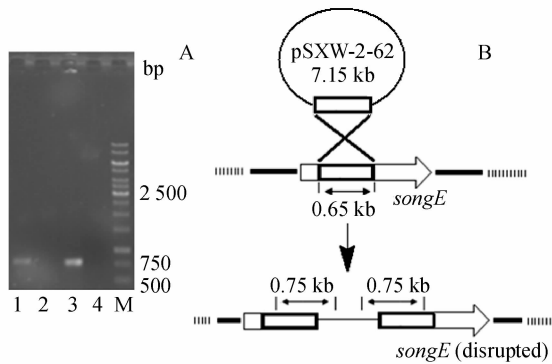 A
bp
2 500
750
500
1 2 3 4 M
B
pSXW-2-62
7.15 kb
songE
0.65 kb
0.75 kb 0.75 kb
songE (disrupted)